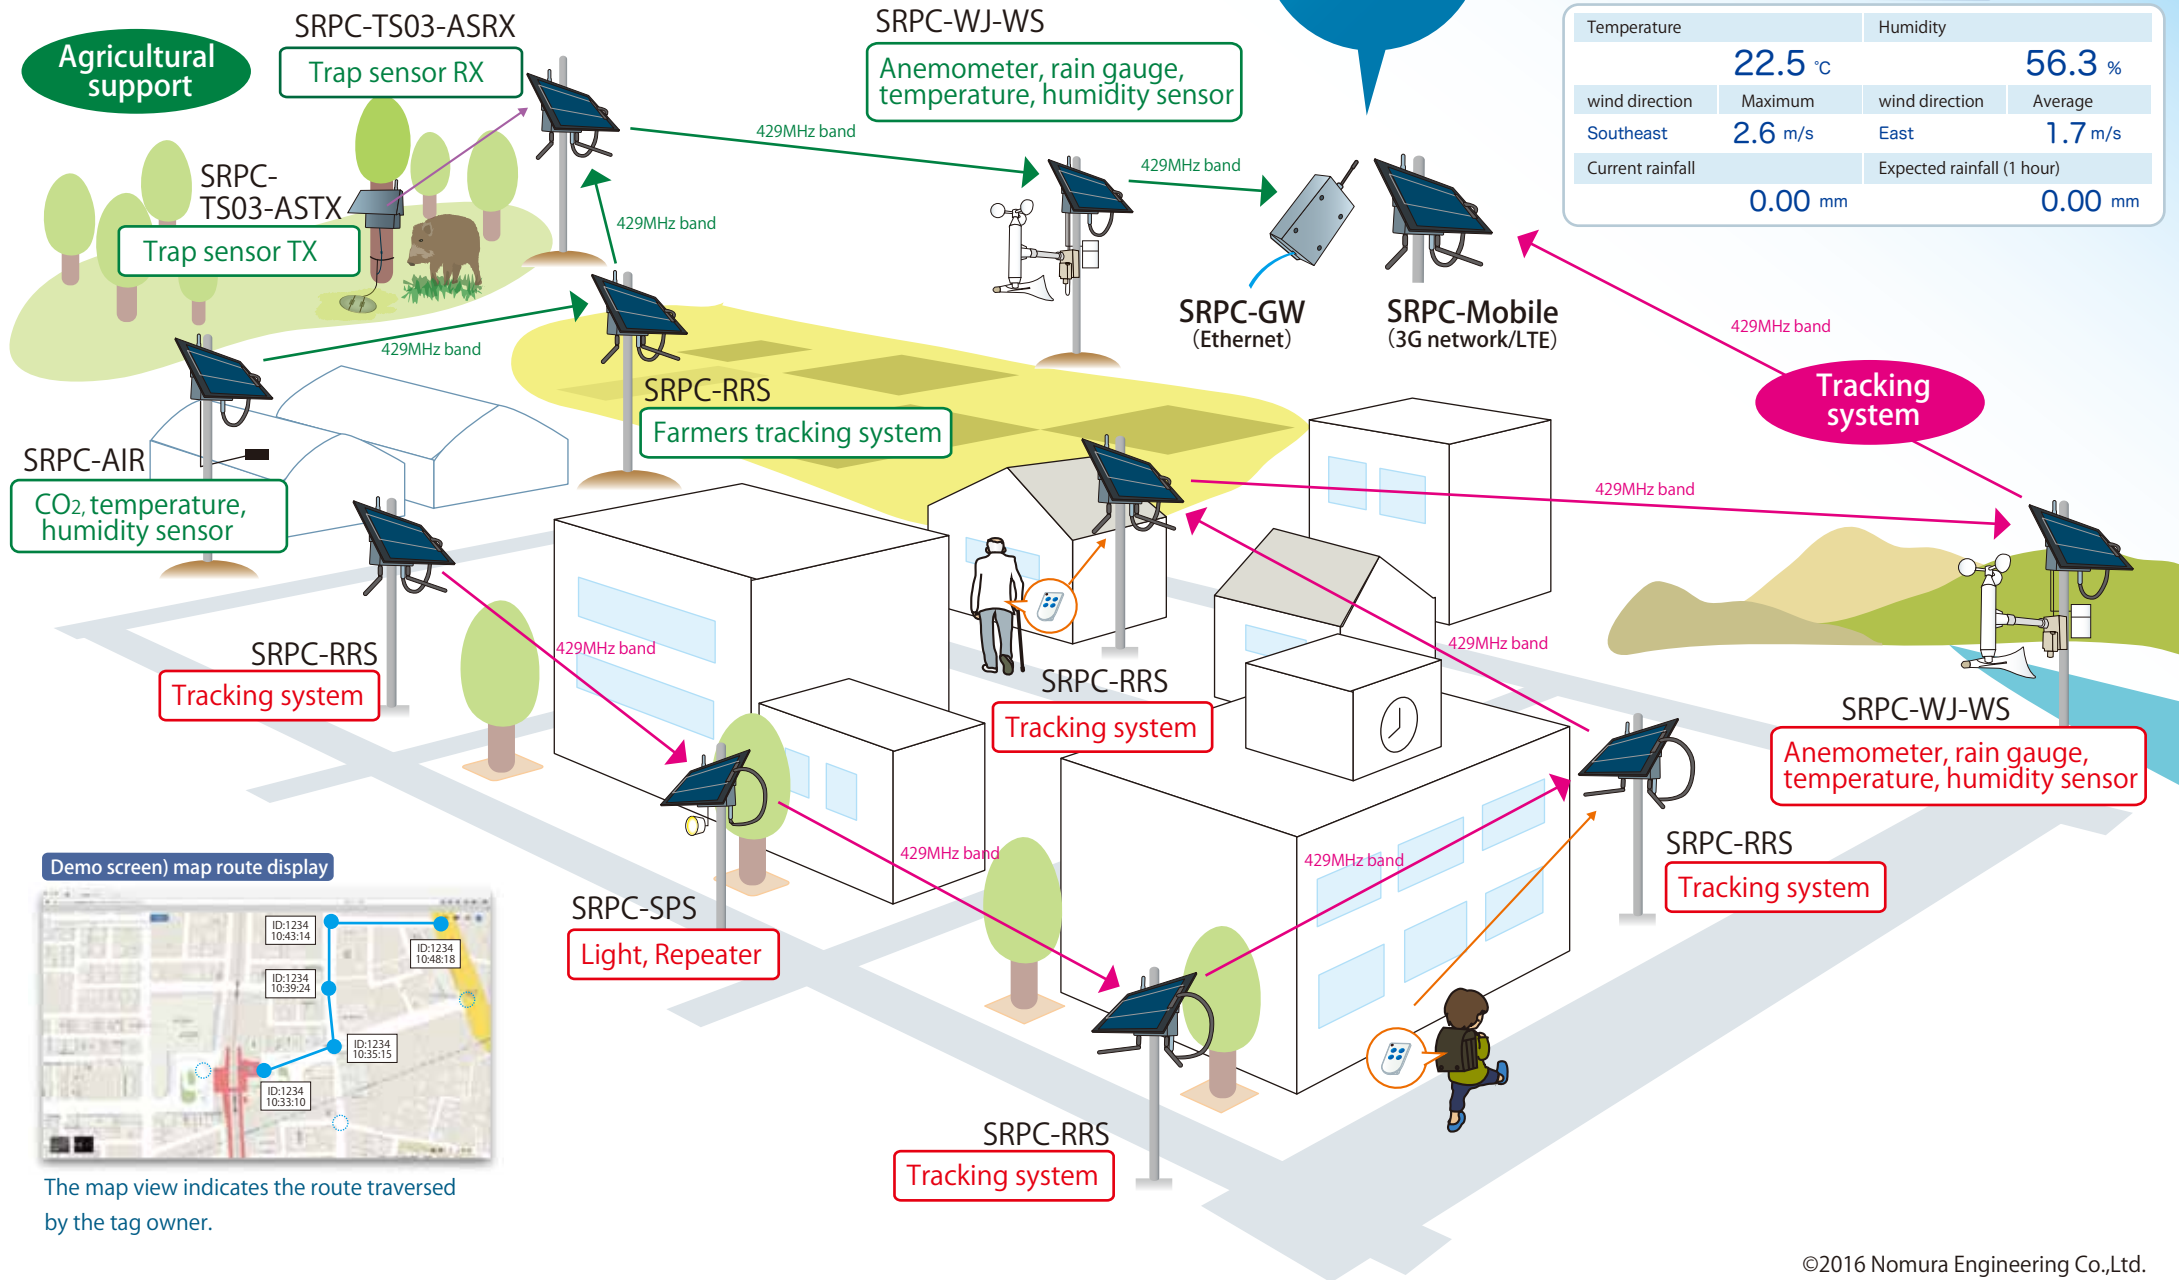 Agricultural
support
SRPC-TS03-ASRX
Trap sensor RX
SRPC-WJ-WS
Anemometer, rain gauge,
temperature, humidity sensor
Temperature
Humidity
22.5 °C
56.3 %
wind direction
Maximum
wind direction
Average
Southeast
2.6 m/s
East
1.7 m/s
Current rainfall
Expected rainfall (1 hour)
0.00 mm
0.00 mm
429MHz band
429MHz band
SRPC-
TS03-ASTX
Trap sensor TX
429MHz band
429MHz band
SRPC-GW
(Ethernet)
SRPC-Mobile
(3G network/LTE)
429MHz band
Tracking
system
SRPC-RRS
Farmers tracking system
SRPC-AIR
CO2, temperature,
humidity sensor
429MHz band
SRPC-RRS
Tracking system
429MHz band
429MHz band
SRPC-RRS
Tracking system
SRPC-WJ-WS
Anemometer, rain gauge,
temperature, humidity sensor
SRPC-RRS
Tracking system
429MHz band
429MHz band
SRPC-SPS
Light, Repeater
Demo screen) map route display
ID:1234
10:43:14
ID:1234
10:48:18
ID:1234
10:39:24
ID:1234
10:35:15
ID:1234
10:33:10
The map view indicates the route traversed
by the tag owner.
SRPC-RRS
Tracking system
©2016 Nomura Engineering Co.,Ltd.